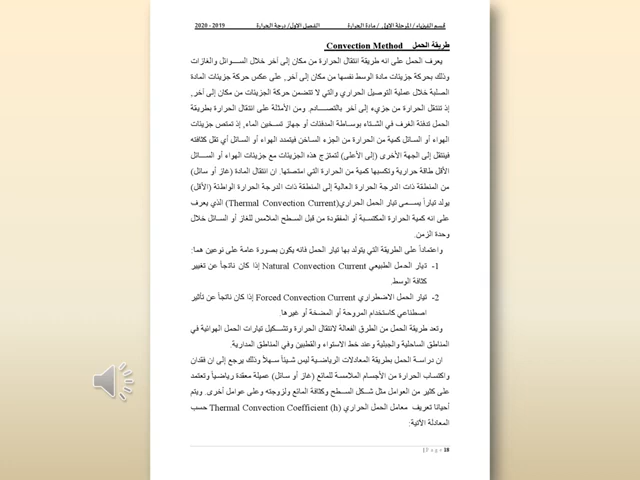 قسم الفيزياء / المرحلة الاولى / مادة الحرارة الفصل الاول/ درجة الحرارة 2019 - 2020
طريقة الحمل Convection Method
يعرف الحمل على انه طريقة انتقال الحرارة من مكان إلى آخر خلال السوائل والغازات
وذلك بحركة جزيئات مادة الوسط نفسها من مكان إلى آخر, على عكس حركة جزيئات المادة
الصلبة خلال عملية التوصيل الحراري والتي لا تتضمن حركة الجزيئات من مكان إلى آخر,
إذ تنتقل الحرارة من جزيء إلى آخر بالتصادم. ومن الأمثلة على انتقال الحرارة بطريقة
الحمل تدفئة الغرف في الشتاء بوساطة المدفئات أو جهاز تسخين الماء, إذ تمتص جزيئات
الهواء أو السائل كمية من الحرارة من الجزء الساخن فيتمدد الهواء أو السائل أي تقل كثافته
فينتقل إلى الجهة الأخرى (إلى الأعلى) لتمتزج هذه الجزيئات مع جزيئات الهواء أو السائل
الأقل طاقة حرارية وتكسبها كمية من الحرارة التي امتصتها. ان انتقال المادة (غاز أو سائل)
من المنطقة ذات الدرجة الحرارة العالية إلى المنطقة ذات الدرجة الحرارة الواطئة (الأقل)
يولد تياراً يسمى تيار الحمل الحراري(Thermal Convection Current) الذي يعرف
على انه كمية الحرارة المكتسبة أو المفقودة من قبل السطح الملامس للغاز أو السائل خلال
وحدة الزمن.
واعتماداً على الطريقة التي يتولد بها تيار الحمل فانه يكون بصورة عامة على نوعين هما:
1- تيار الحمل الطبيعي Natural Convection Current إذا كان ناتجاً عن تغيير
كثافة الوسط.
2- تيار الحمل الاضطراري Forced Convection Current إذا كان ناتجاً عن تأثير
اصطناعي كاستخدام المروحة أو المضخة أو غيرها.
وتعد طريقة الحمل من الطرق الفعالة لانتقال الحرارة وتشكيل تيارات الحمل الهوائية في
المناطق الساحلية والجبلية وعند خط الاستواء والقطبين وفي المناطق المدارية.
ان دراسة الحمل بطريقة المعادلات الرياضية ليس شيئاً سهلاً وذلك يرجع إلى ان فقدان
واكتساب الحرارة من الأجسام الملامسة للمائع (غاز أو سائل) عميلة معقدة رياضياً وتعتمد
على كثير من العوامل مثل شكل السطح وكثافة المائع ولزوجته وعلى عوامل أخرى. ويتم
أحيانا تعريف معامل الحمل الحراري Thermal Convection Coefficient (h) حسب
المعادلة الآتية:
| P a g e 18